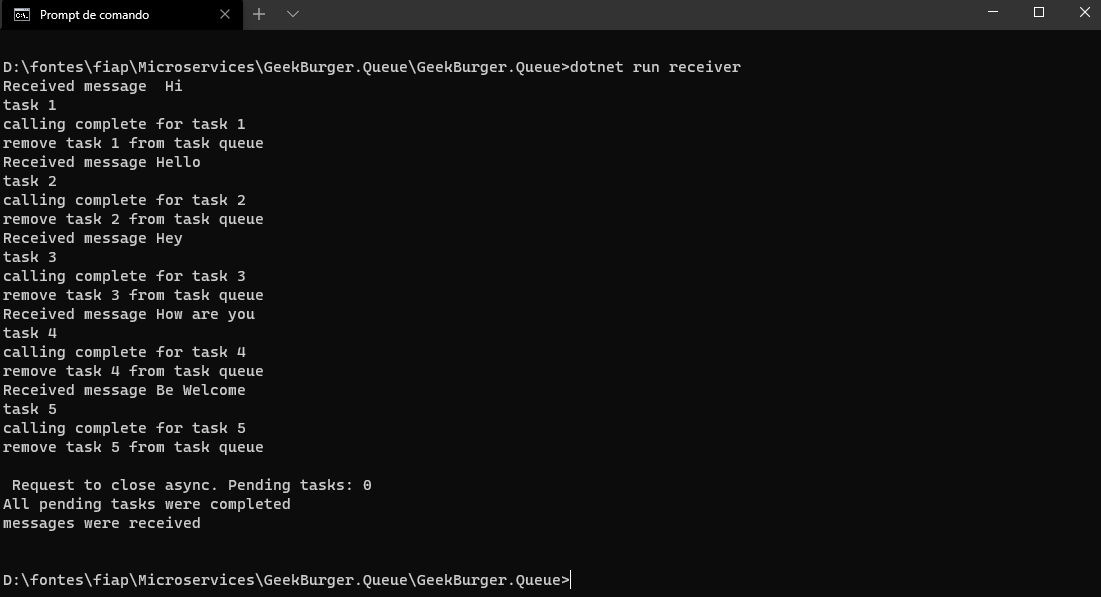 Prompt de comando
D:\fontes\fiap\Microservices\GeekBurger.Queue\GeekBurger.Queue>dotnet run receiver
Received message  Hi
task 1
calling complete for task 1
remove task 1 from task queue
Received message Hello
task 2
calling complete for task 2
remove task 2 from task queue
Received message Hey
task 3
calling complete for task 3
remove task 3 from task queue
Received message How are you
task 4
calling complete for task 4
remove task 4 from task queue
Received message Be Welcome
task 5
calling complete for task 5
remove task 5 from task queue
 Request to close async. Pending tasks: 0
All pending tasks were completed
messages were received
D:\fontes\fiap\Microservices\GeekBurger.Queue\GeekBurger.Queue>